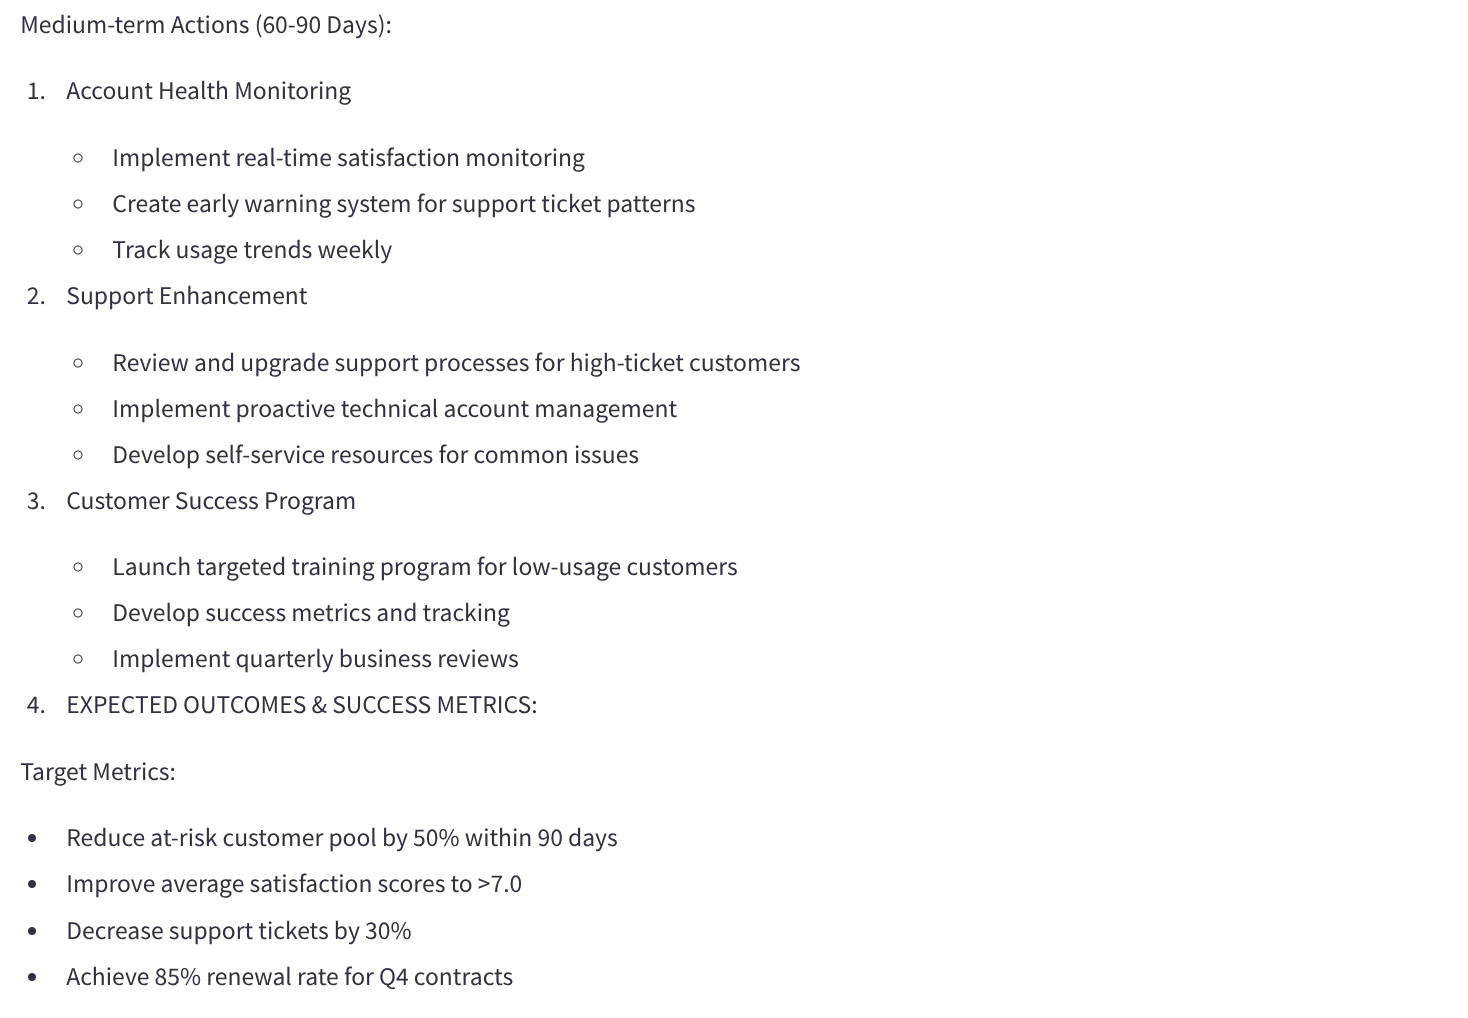 Medium-term Actions (60-90 Days):
1. Account Health Monitoring
○ Implement real-time satisfaction monitoring
○ Create early warning system for support ticket patterns
○ Track usage trends weekly
2. Support Enhancement
○ Review and upgrade support processes for high-ticket customers
○ Implement proactive technical account management
○ Develop self-service resources for common issues
3. Customer Success Program
○ Launch targeted training program for low-usage customers
○ Develop success metrics and tracking
○ Implement quarterly business reviews
4. EXPECTED OUTCOMES & SUCCESS METRICS:
Target Metrics:
• Reduce at-risk customer pool by 50% within 90 days
• Improve average satisfaction scores to >7.0
• Decrease support tickets by 30%
• Achieve 85% renewal rate for Q4 contracts